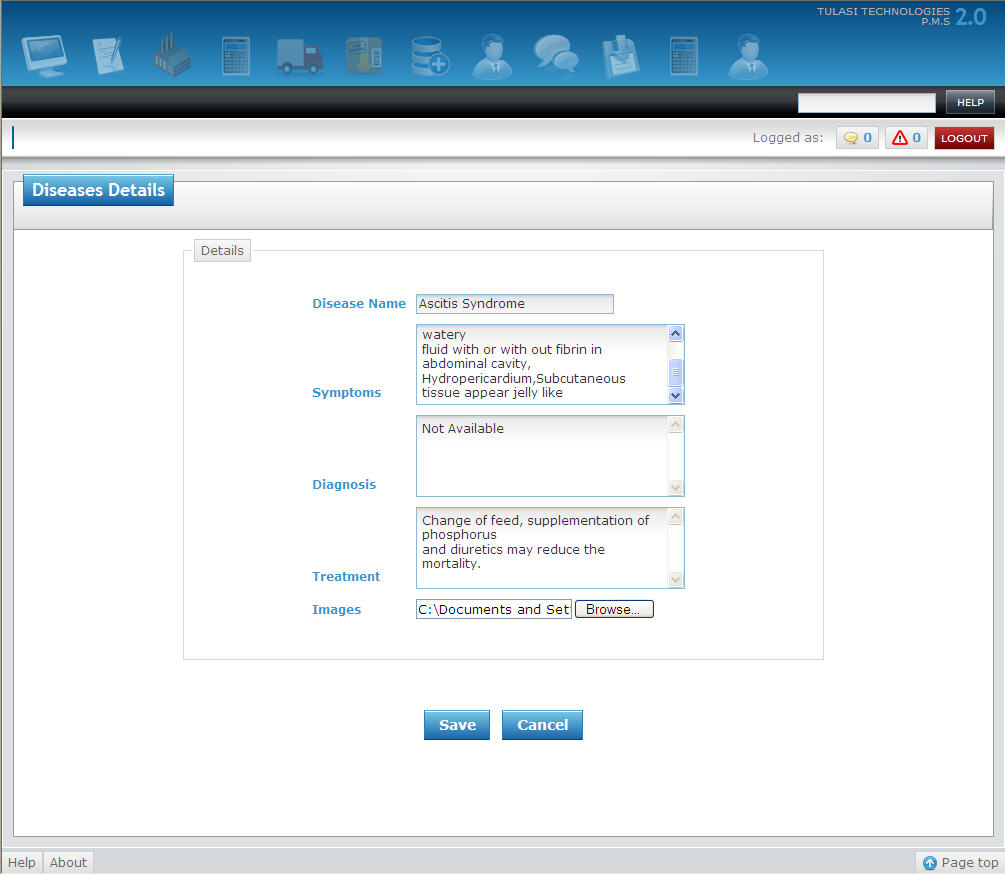 TULASI TECHNOLOGIES
P.M.S 2.0
HELP
Logged as: 0 0 LOGOUT
Diseases Details
Details
Disease Name Ascitis Syndrome
watery
fluid with or with out fibrin in
abdominal cavity,
Hydropericardium,Subcutaneous
Symptoms tissue appear jelly like
Not Available
Diagnosis
Change of feed, supplementation of
phosphorus
and diuretics may reduce the
mortality.
Treatment
Images C:\Documents and Set Browse...
Save Cancel
Help About Page top